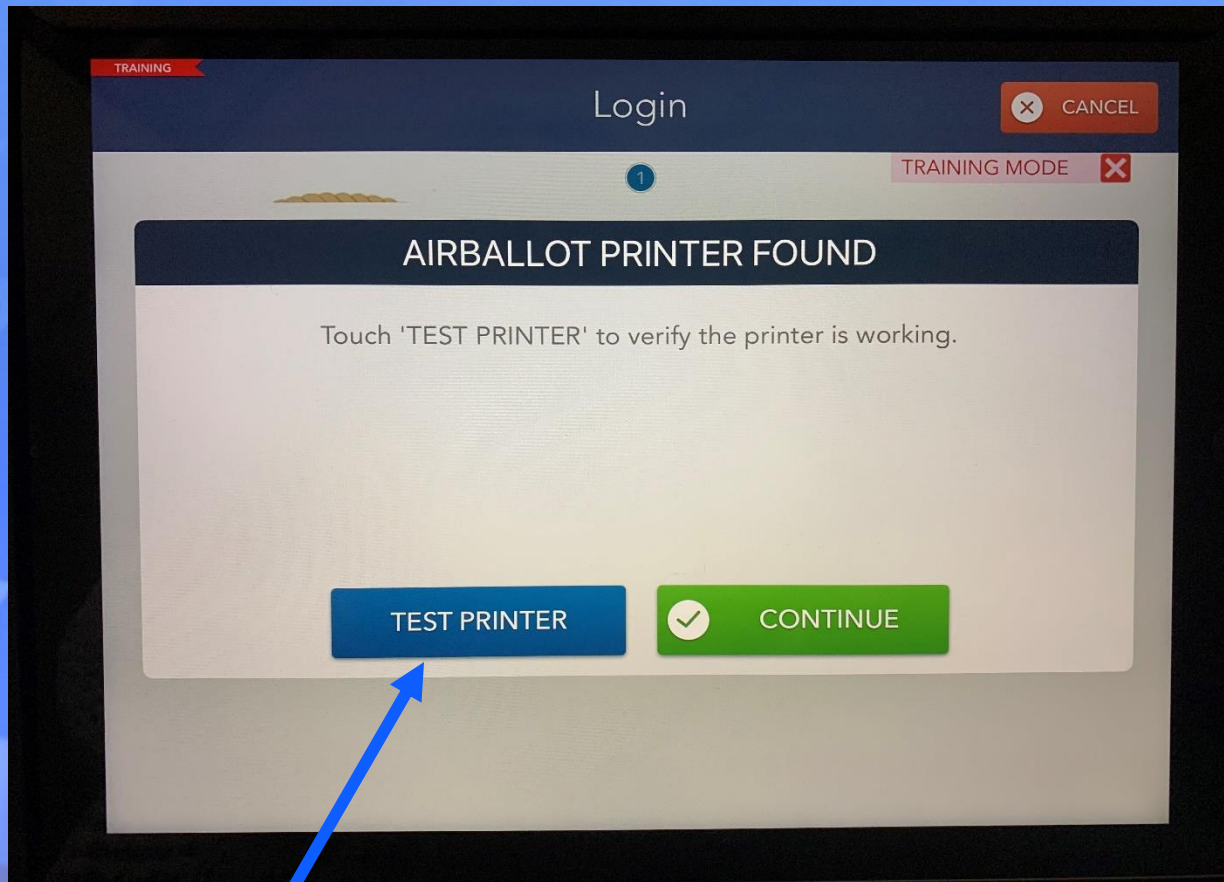 TRAINING
Login
CANCEL
1
TRAINING MODE
AIRBALLOT PRINTER FOUND
Touch 'TEST PRINTER' to verify the printer is working.
TEST PRINTER
CONTINUE